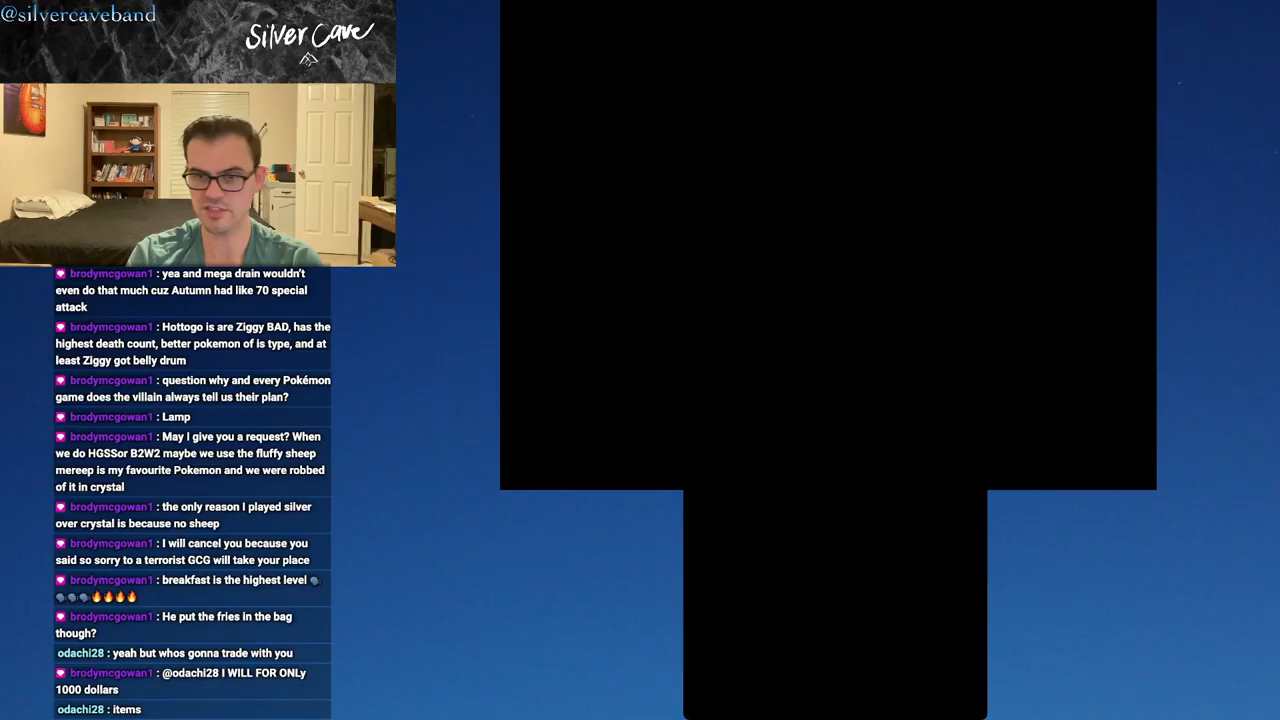 @silvercaveband
Silver Cave
brodymcgowan1 : yea and mega drain wouldn't
even do that much cuz Autumn had like 70 special
attack
brodymcgowan1 : Hottogo is are Ziggy BAD, has the
highest death count, better pokemon of is type, and at
least Ziggy got belly drum
brodymcgowan1 : question why and every Pokémon
game does the villain always tell us their plan?
brodymcgowan1 : Lamp
brodymcgowan1 : May I give you a request? When
we do HGSSor B2W2 maybe we use the fluffy sheep
mereep is my favourite Pokemon and we were robbed
of it in crystal
brodymcgowan1 : the only reason I played silver
over crystal is because no sheep
brodymcgowan1 : I will cancel you because you
said so sorry to a terrorist GCG will take your place
brodymcgowan1 : breakfast is the highest level 🗣
🗣🗣🗣🔥🔥🔥🔥
brodymcgowan1 : He put the fries in the bag
though?
odachi28 : yeah but whos gonna trade with you
brodymcgowan1 : @odachi28 I WILL FOR ONLy
1000 dollars
odachi28 : items